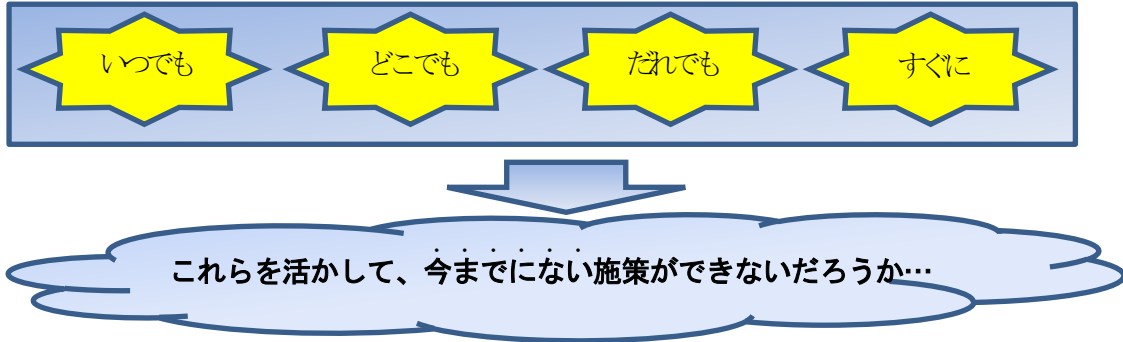 いつでも
どこでも
だれでも
すぐに
これらを活かして、今までにない施策ができないだろうか…